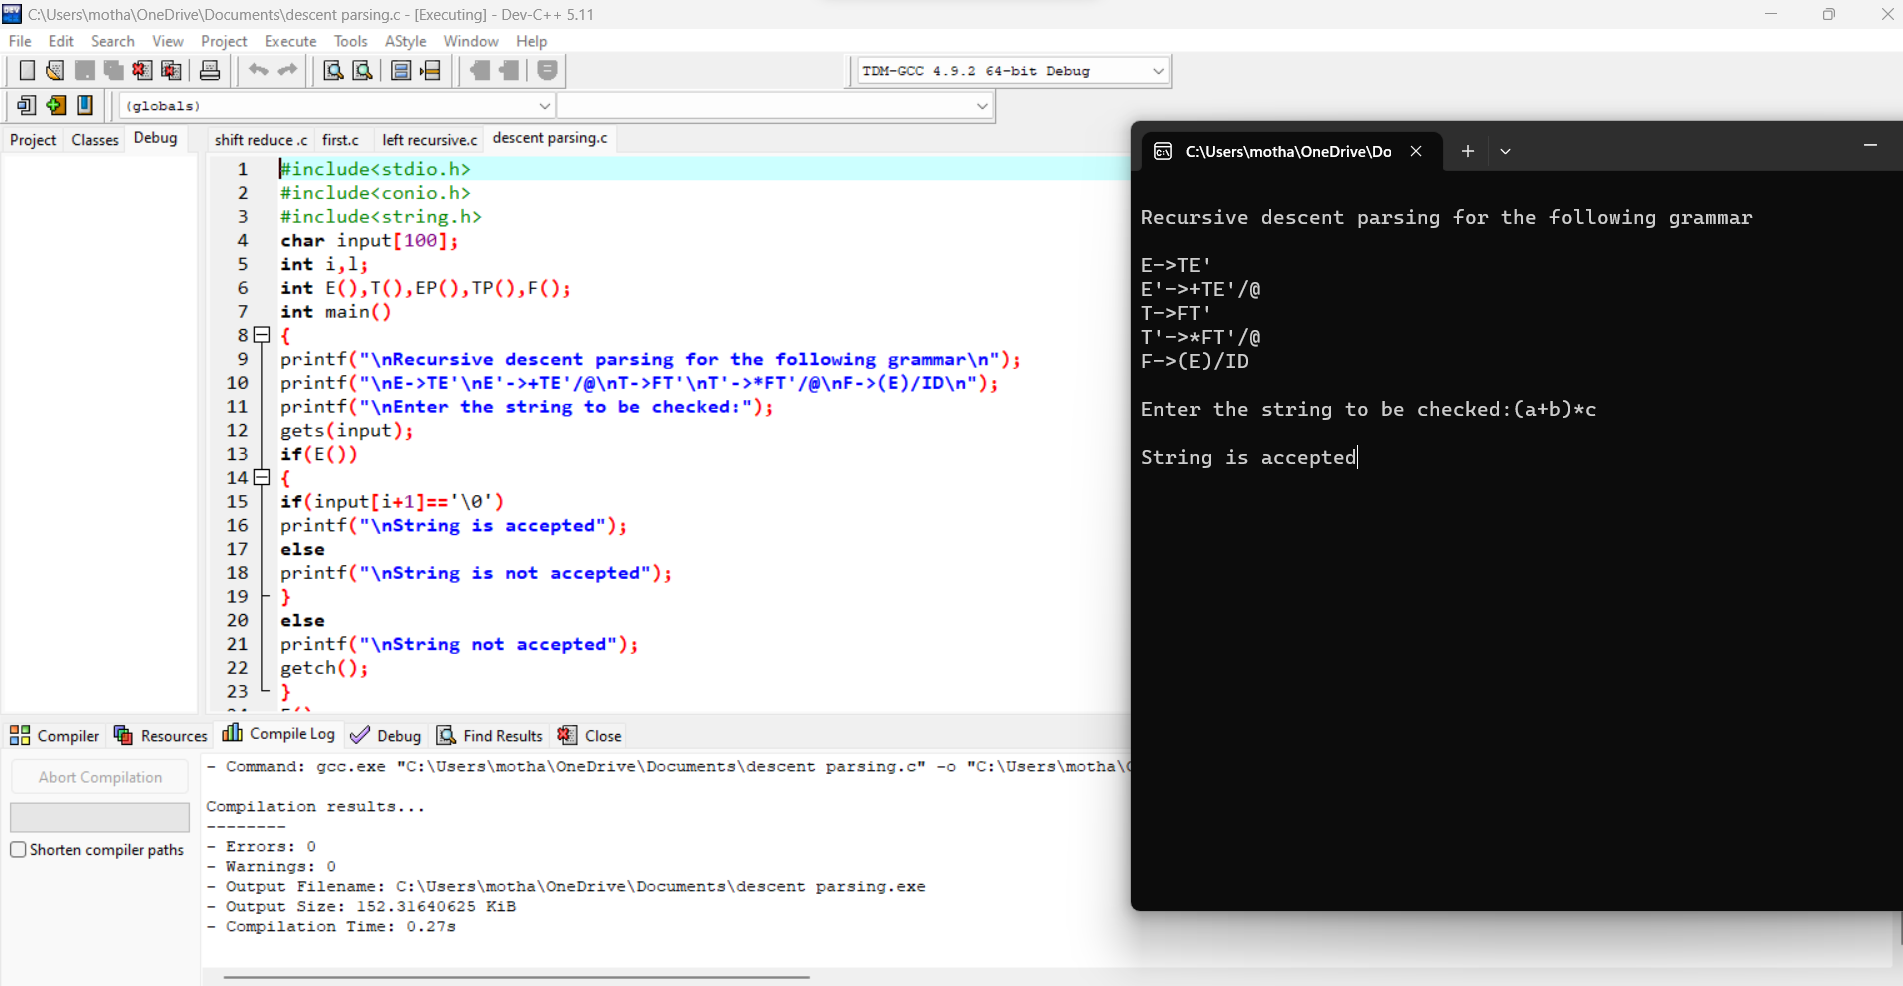 C:\Users\motha\OneDrive\Documents\descent parsing.c - [Executing] - Dev-C++ 5.11
File Edit Search View Project Execute Tools AStyle Window Help
TDM-GCC 4.9.2 64-bit Debug
(globals)
Project Classes Debug
shift reduce .c first.c left recursive.c descent parsing.c
1 #include<stdio.h>
2 #include<conio.h>
3 #include<string.h>
4 char input[100];
5 int i,l;
6 int E(),T(),EP(),TP(),F();
7 int main()
8 {
9 printf("\nRecursive descent parsing for the following grammar\n");
10 printf("\nE->TE'\nE'->+TE'/@\nT->FT'\nT'->*FT'/@\nF->(E)/ID\n");
11 printf("\nEnter the string to be checked:");
12 gets(input);
13 if(E())
14 {
15 if(input[i+1]=='\0')
16 printf("\nString is accepted");
17 else
18 printf("\nString is not accepted");
19 }
20 else
21 printf("\nString not accepted");
22 getch();
23 }
C:\Users\motha\OneDrive\Do
Recursive descent parsing for the following grammar
E->TE'
E'->+TE'/@
T->FT'
T'->*FT'/@
F->(E)/ID
Enter the string to be checked:(a+b)*c
String is accepted
Compiler Resources Compile Log Debug Find Results Close
Abort Compilation
Shorten compiler paths
- Command: gcc.exe "C:\Users\motha\OneDrive\Documents\descent parsing.c" -o "C:\Users\motha\
Compilation results...
--------
- Errors: 0
- Warnings: 0
- Output Filename: C:\Users\motha\OneDrive\Documents\descent parsing.exe
- Output Size: 152.31640625 KiB
- Compilation Time: 0.27s